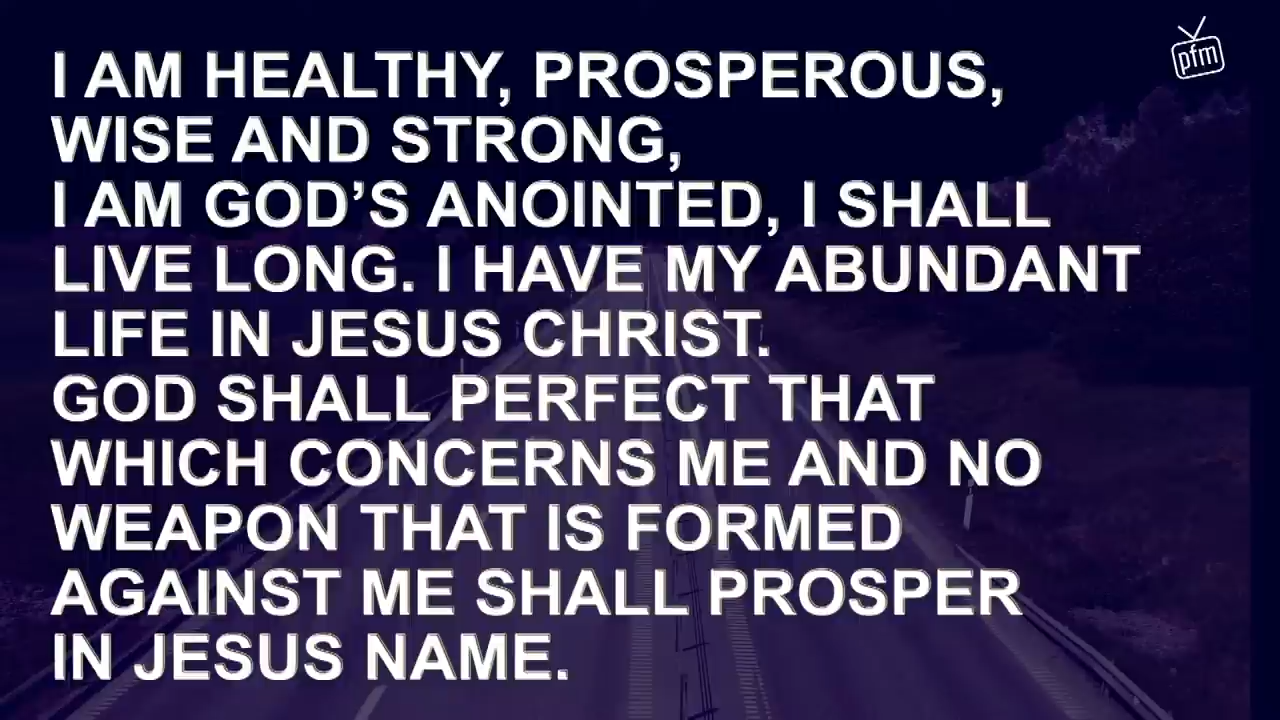 pfm
I AM HEALTHY, PROSPEROUS,
WISE AND STRONG,
I AM GOD’S ANOINTED, I SHALL
LIVE LONG. I HAVE MY ABUNDANT
LIFE IN JESUS CHRIST.
GOD SHALL PERFECT THAT
WHICH CONCERNS ME AND NO
WEAPON THAT IS FORMED
AGAINST ME SHALL PROSPER
IN JESUS NAME.